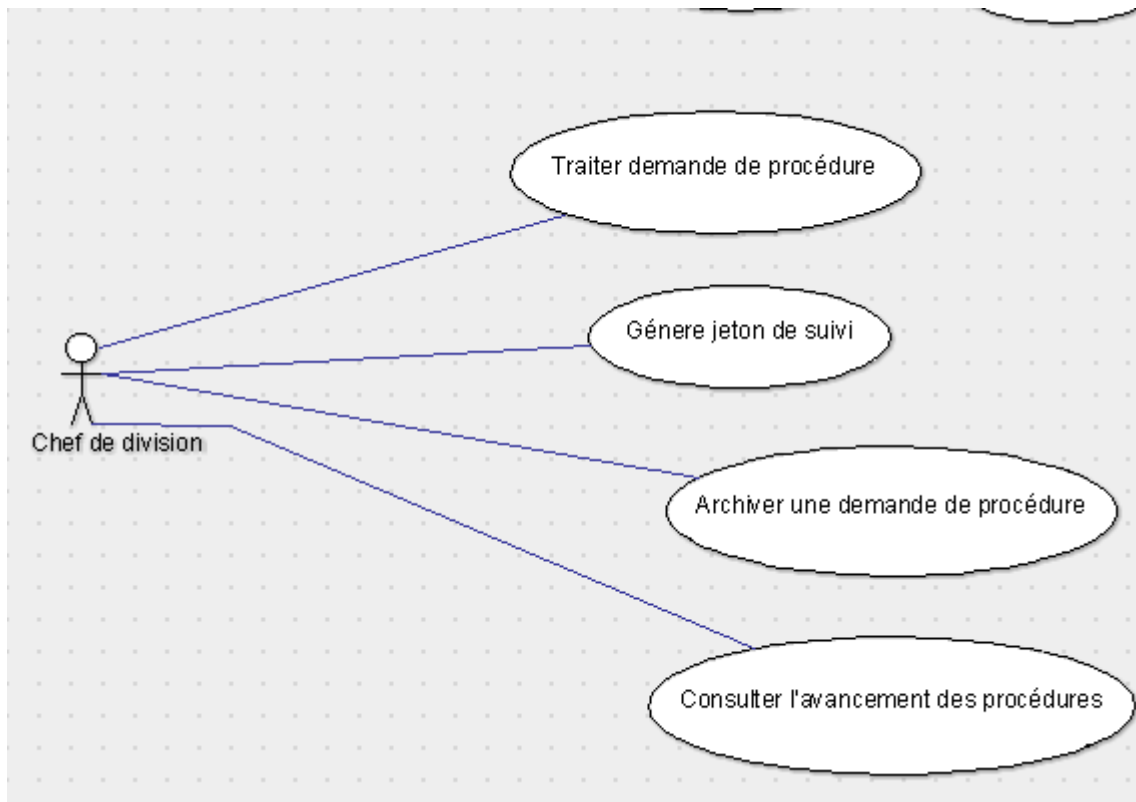 Traiter demande de procédure
Génere jeton de suivi
Chef de division
Archiver une demande de procédure
Consulter l'avancement des procédures